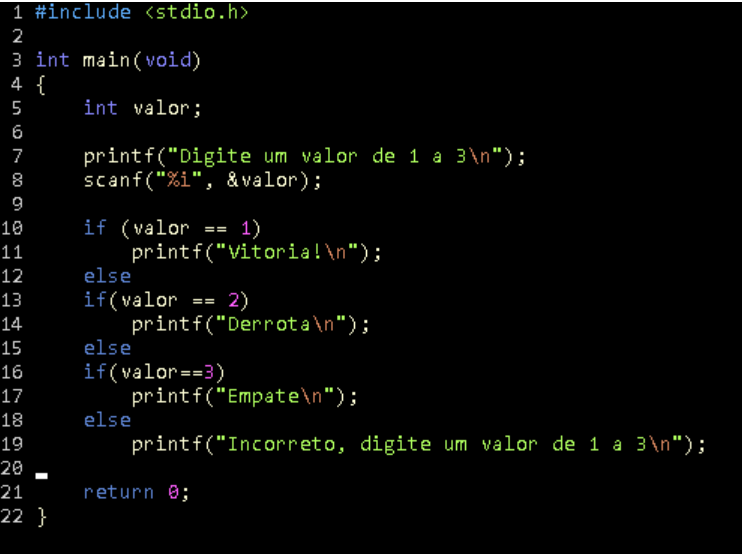 1 #include <stdio.h>
2
3 int main(void)
4 {
5     int valor;
6
7     printf("Digite um valor de 1 a 3\n");
8     scanf("%i", &valor);
9
10     if (valor == 1)
11         printf("Vitoria!\n");
12     else
13     if(valor == 2)
14         printf("Derrota\n");
15     else
16     if(valor==3)
17         printf("Empate\n");
18     else
19         printf("Incorreto, digite um valor de 1 a 3\n");
20
21     return 0;
22 }